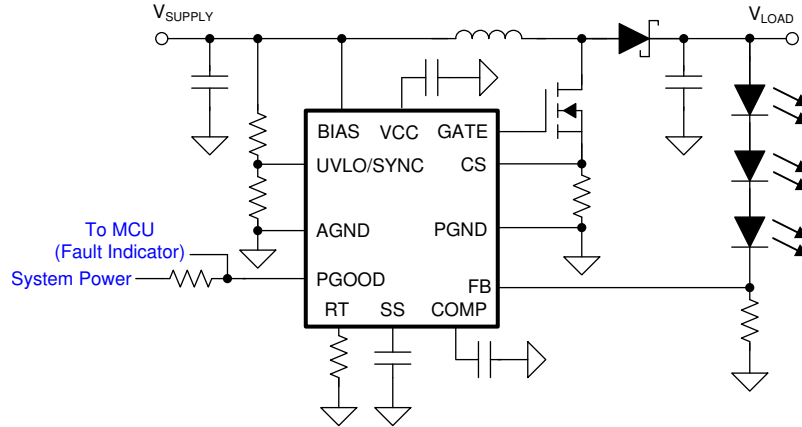 VSUPPLY
VLOAD
BIAS VCC GATE
UVLO/SYNC CS
To MCU
(Fault Indicator)
AGND PGND
System Power
PGOOD FB
RT SS COMP